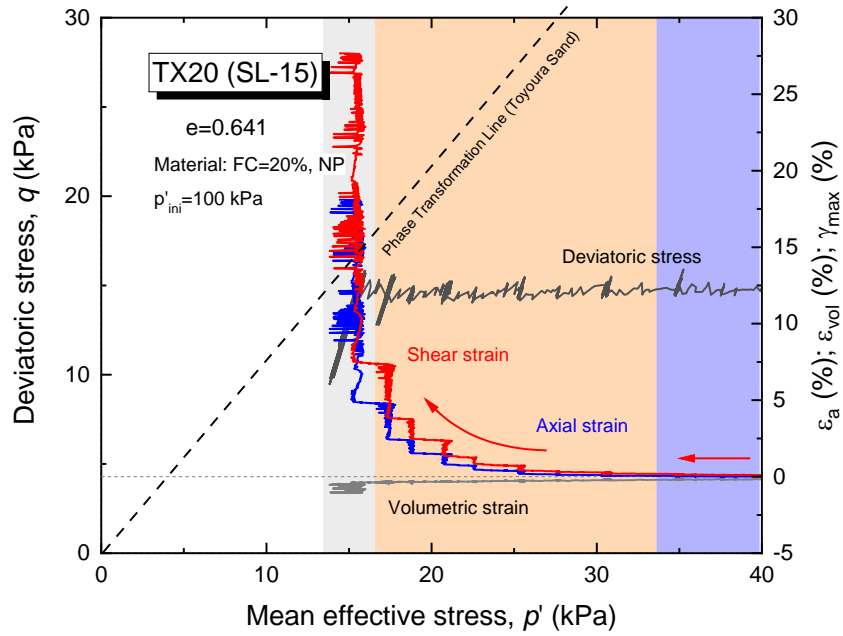 TX20 (SL-15)
e=0.641
Material: FC=20%, NP
p'ini=100 kPa
Phase Transformation Line (Toyoura Sand)
Deviatoric stress
Shear strain
Axial strain
Volumetric strain
30
20
10
0
Deviatoric stress, q (kPa)
30
25
20
15
10
5
0
-5
εa (%); εvol (%); γmax (%)
0
10
20
30
40
Mean effective stress, p' (kPa)